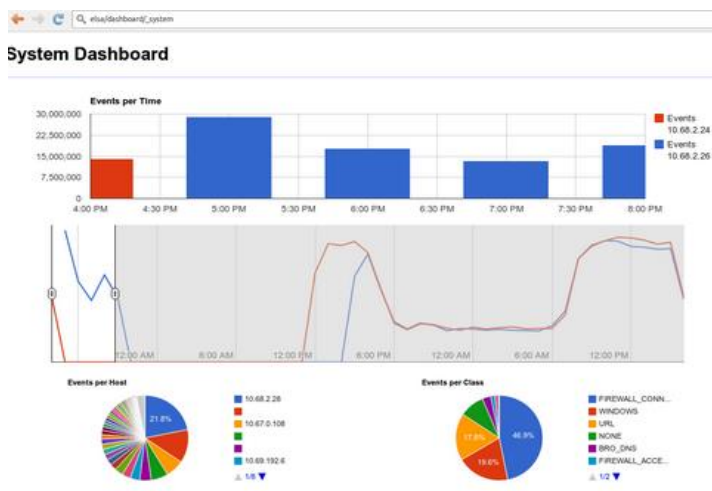 elsa/dashboard/_system
System Dashboard
Events per Time
30,000,000
22,500,000
15,000,000
7,500,000
0
4:00 PM 4:30 PM 5:00 PM 5:30 PM 6:00 PM 6:30 PM 7:00 PM 7:30 PM 8:00 PM
Events
10.68.2.24
Events
10.68.2.26
12:00 AM 6:00 AM 12:00 PM 6:00 PM 12:00 AM 6:00 AM 12:00 PM
Events per Host
21.8%
10.68.2.26
10.67.0.108
10.69.192.6
1/8
Events per Class
46.9%
19.6%
17.8%
FIREWALL_CONN...
WINDOWS
URL
NONE
BRO_DNS
FIREWALL_ACCE...
1/2